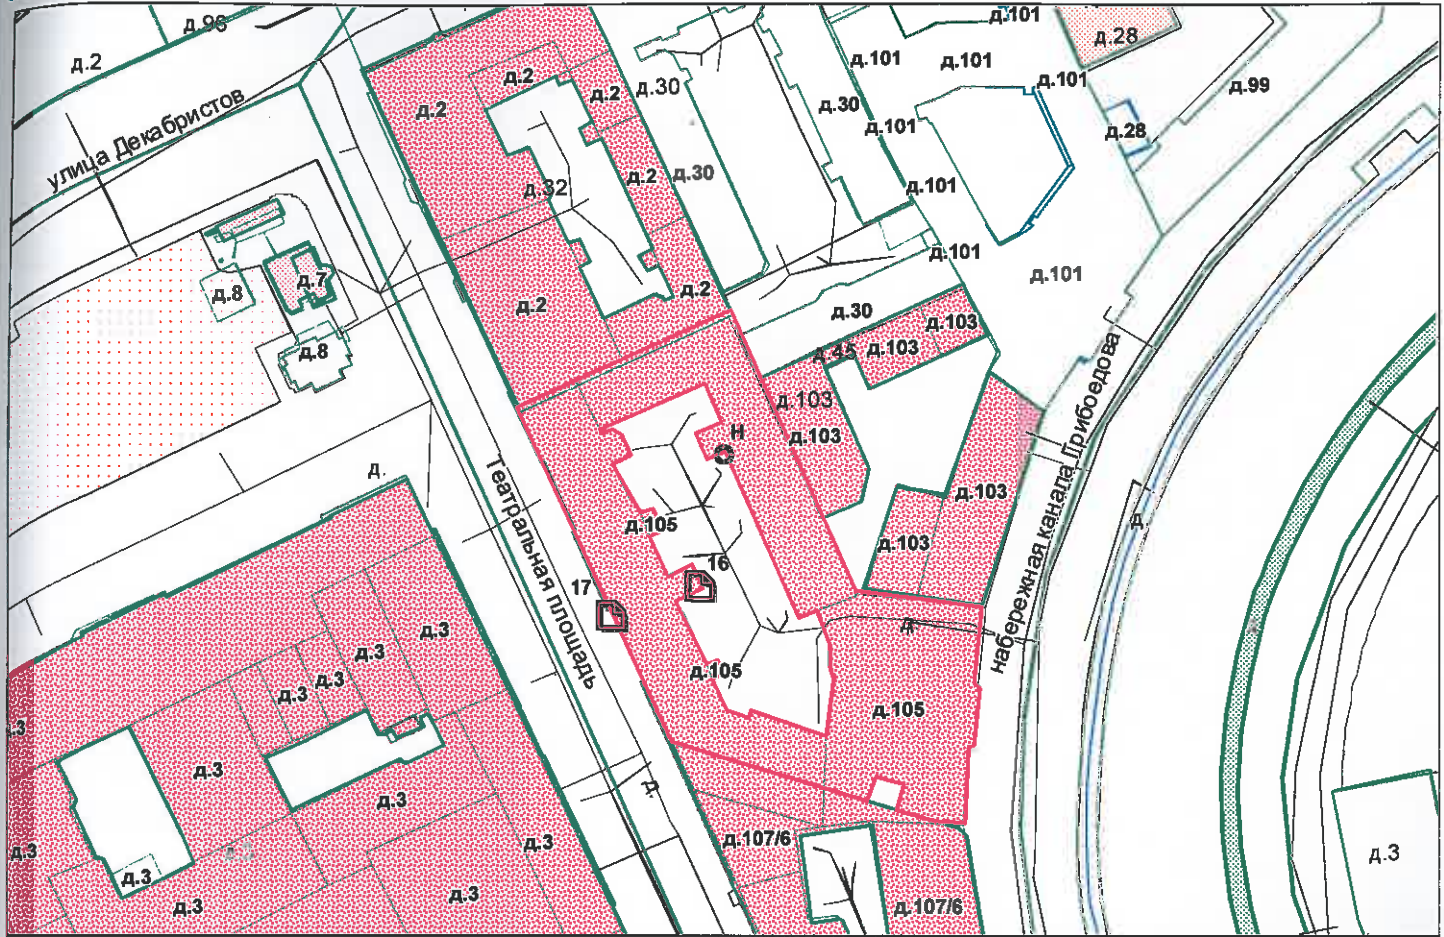 д.96
д.101
д.2
д.28
д.101
д.101
д.2
д.30
д.101
д.99
д.2
д.2
д.30
улица Декабристов
д.101
д.28
д.2
д.30
д.32
д.101
д.101
д.7
д.101
д.8
д.2
д.2
д.30
д.103
д.8
д.45
д.103
д.103
д.103
Н
д.
набережная канала Грибоедова
Театральная площадь
д.103
д.105
д.
д.103
16
17
д.
д.3
д.3
д.3
д.3
д.105
д.105
д.3
д.3
д.
д.3
д.107/6
д.3
д.3
д.3
д.3
д.3
д.3
д.3
д.107/6